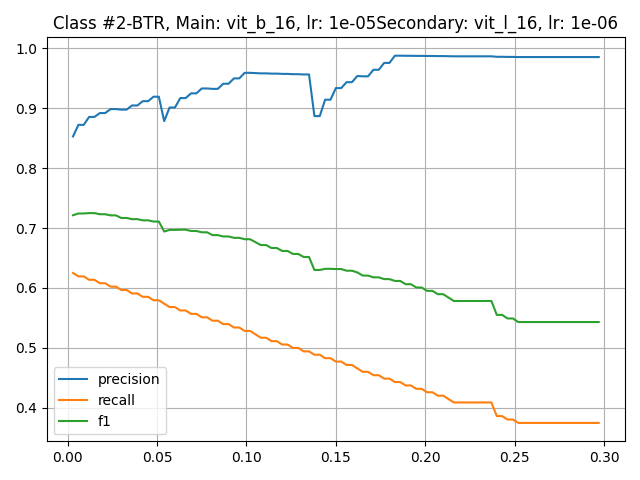 Class #2-BTR, Main: vit_b_16, lr: 1e-05Secondary: vit_l_16, lr: 1e-06
1.0
0.9
0.8
0.7
0.6
0.5
0.4
precision
recall
f1
0.00 0.05 0.10 0.15 0.20 0.25 0.30